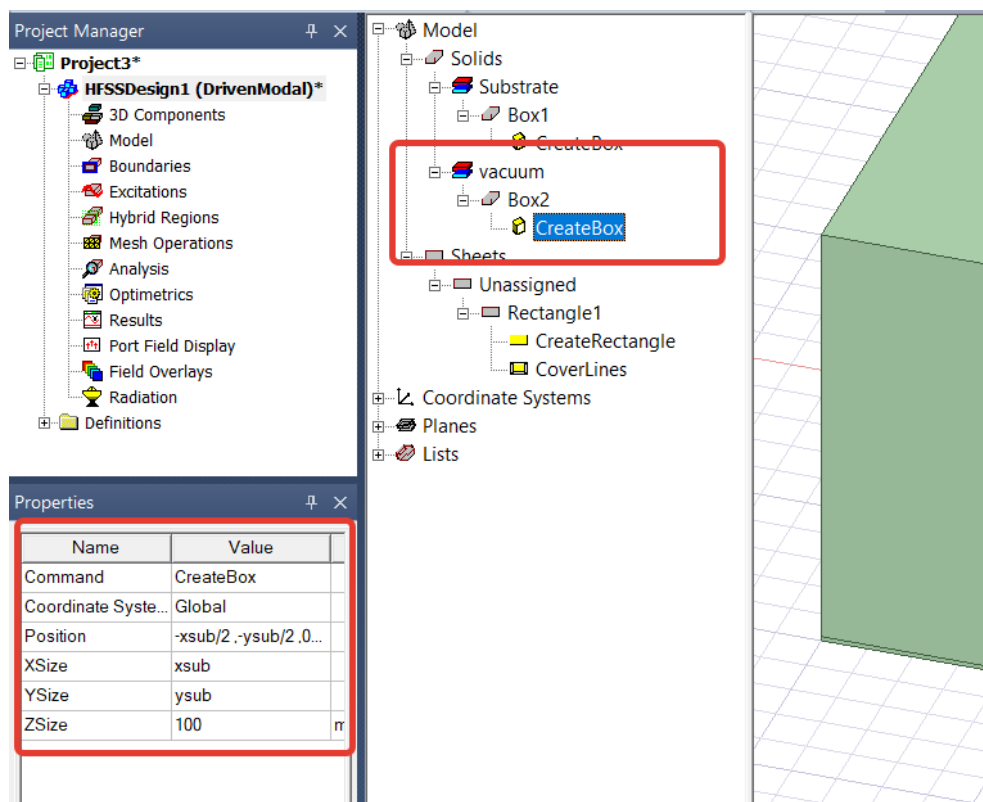 Project Manager
Project3*
HFSSDesign1 (DrivenModal)*
3D Components
Model
Boundaries
Excitations
Hybrid Regions
Mesh Operations
Analysis
Optimetrics
Results
Port Field Display
Field Overlays
Radiation
Definitions
Properties
Name Value
Command CreateBox
Coordinate Syste... Global
Position -xsub/2 ,-ysub/2 ,0...
XSize xsub
YSize ysub
ZSize 100 m
Model
Solids
Substrate
Box1
CreateBox
vacuum
Box2
CreateBox
Sheets
Unassigned
Rectangle1
CreateRectangle
CoverLines
Coordinate Systems
Planes
Lists